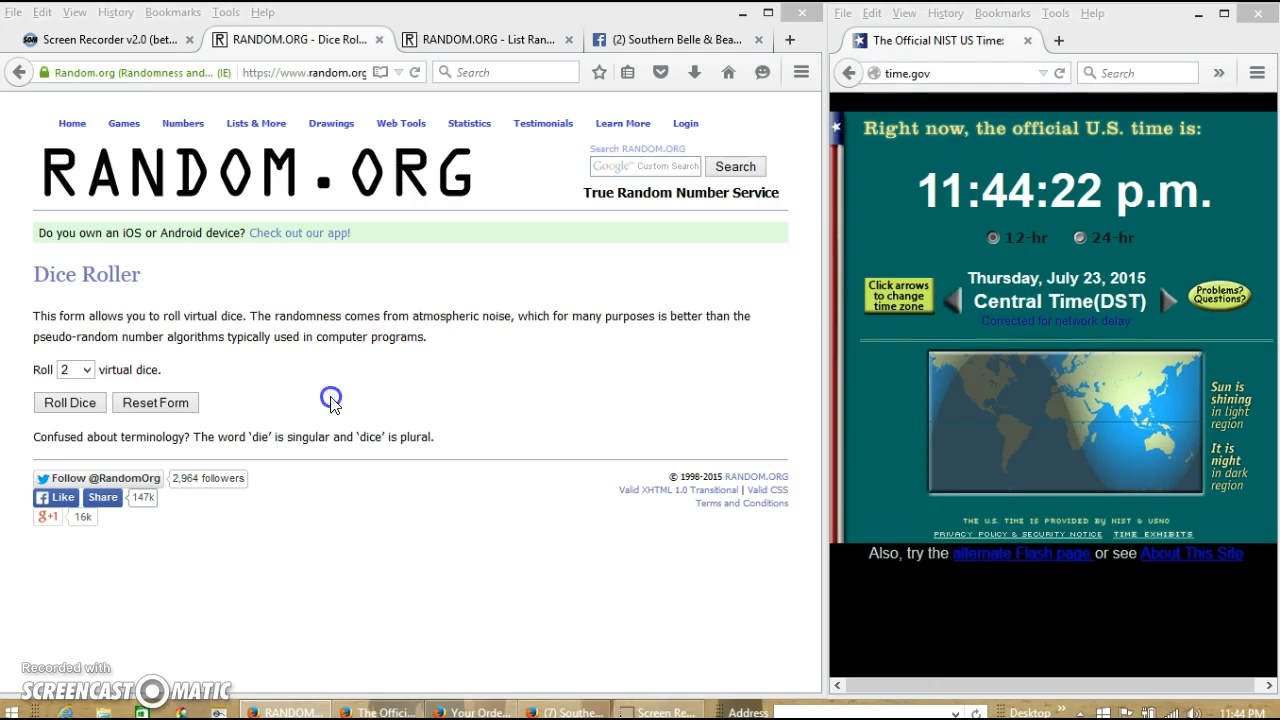 File Edit View History Bookmarks Tools Help
Screen Recorder v2.0 (bet... RANDOM.ORG - Dice Rol... RANDOM.ORG - List Ran... (2) Southern Belle & Bea...
Random.org (Randomness and... (IE) https://www.random.org Search
Home Games Numbers Lists & More Drawings Web Tools Statistics Testimonials Learn More Login
RANDOM.ORG
Search RANDOM.ORG
Google™ Custom Search Search
True Random Number Service
Do you own an iOS or Android device? Check out our app!
Dice Roller
This form allows you to roll virtual dice. The randomness comes from atmospheric noise, which for many purposes is better than the
pseudo-random number algorithms typically used in computer programs.
Roll 2 virtual dice.
Roll Dice Reset Form
Confused about terminology? The word ‘die’ is singular and ‘dice’ is plural.
Follow @RandomOrg 2,964 followers
Like Share 147k
g+1 16k
© 1998-2015 RANDOM.ORG
Valid XHTML 1.0 Transitional | Valid CSS
Terms and Conditions
Recorded with
SCREENCAST-O-MATIC
File Edit View History Bookmarks Tools Help
The Official NIST US Time:
time.gov Search
Right now, the official U.S. time is:
11:44:22 p.m.
12-hr 24-hr
Click arrows
to change
time zone
Thursday, July 23, 2015
Central Time(DST)
Corrected for network delay
Problems?
Questions?
Sun is
shining
in light
region
It is
night
in dark
region
THE U.S. TIME IS PROVIDED BY NIST & USNO
PRIVACY POLICY & SECURITY NOTICE TIME EXHIBITS
Also, try the alternate Flash page or see About This Site
RANDOM... The Offici... Your Orde... (7) Southe... Screen Re... Address Desktop 11:44 PM